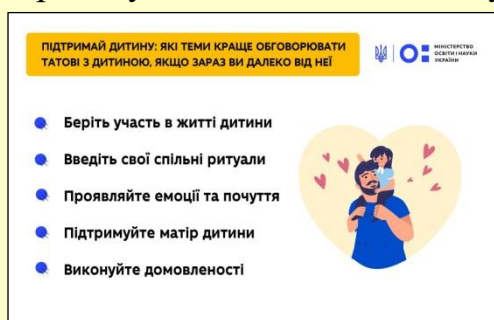 ПІДТРИМАЙ ДИТИНУ: ЯКІ ТЕМИ КРАЩЕ ОБГОВОРЮВАТИ
ТАТОВІ З ДИТИНОЮ, ЯКЩО ЗАРАЗ ВИ ДАЛЕКО ВІД НЕЇ
МІНІСТЕРСТВО
ОСВІТИ І НАУКИ
УКРАЇНИ
Беріть участь в житті дитини
Введіть свої спільні ритуали
Проявляйте емоції та почуття
Підтримуйте матір дитини
Виконуйте домовленості